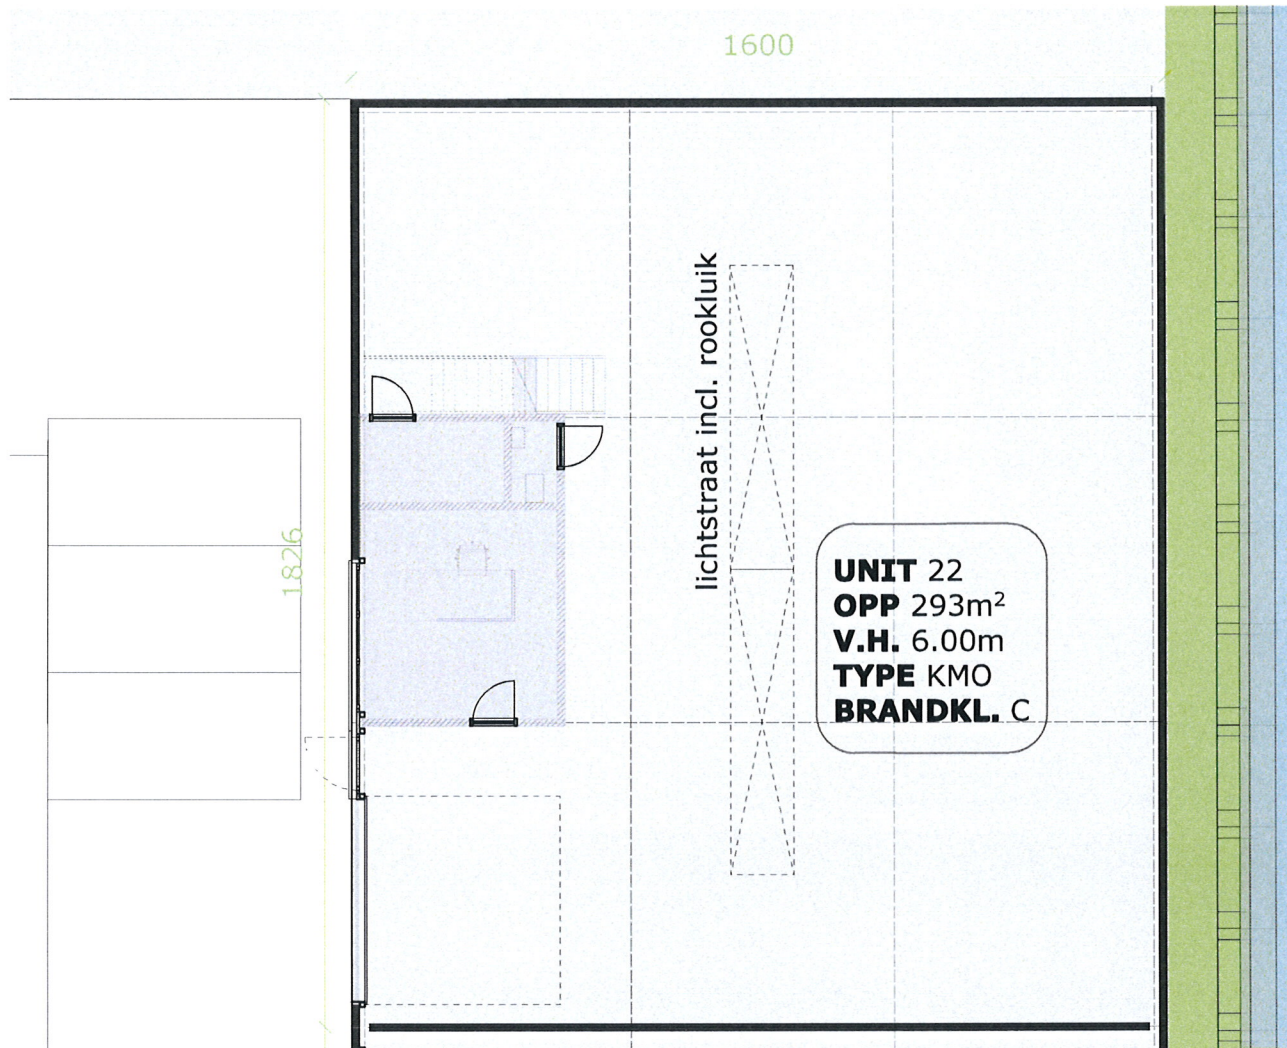 1600
lichtstraat incl. rookluik
1826
UNIT 22
OPP 293m²
V.H. 6.00m
TYPE KMO
BRANDKL. C